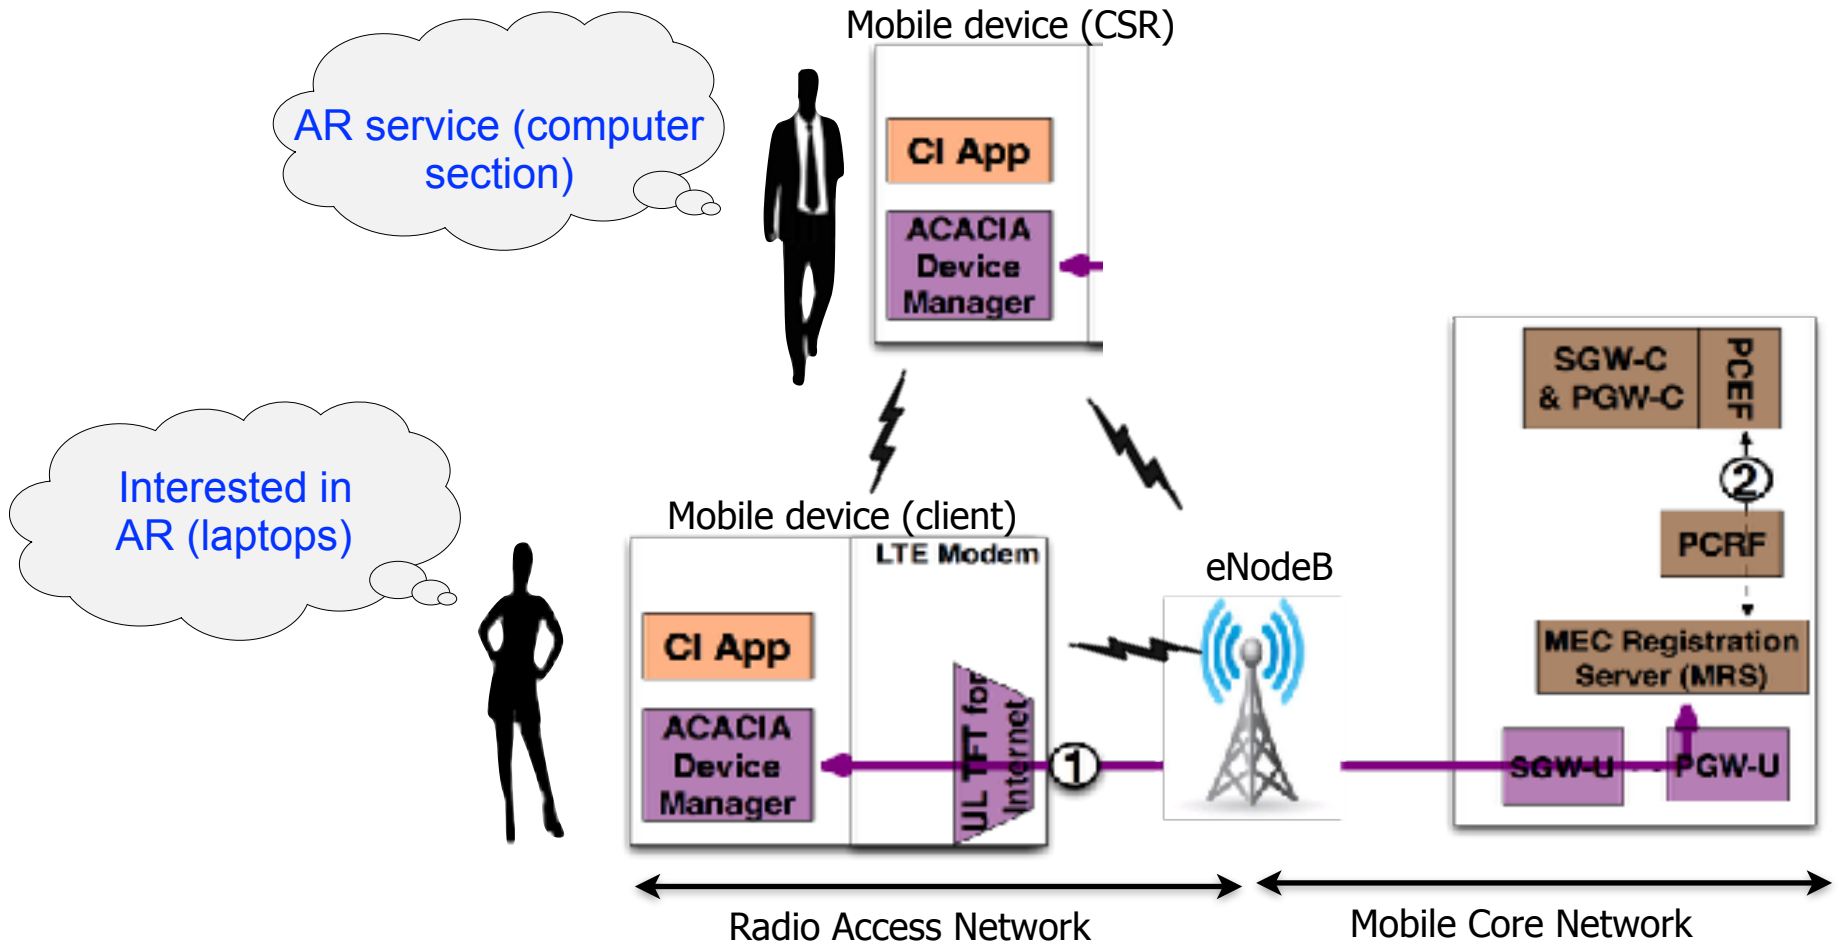 Mobile device (CSR)
AR service (computer
section)
CI App
ACACIA
Device
Manager
SGW-C
& PGW-C
PCEF
2
Interested in
AR (laptops)
Mobile device (client)
LTE Modem
PCRF
eNodeB
CI App
MEC Registration
Server (MRS)
ACACIA
Device
Manager
UL TFT for
Internet
1
SGW-U
PGW-U
Radio Access Network
Mobile Core Network